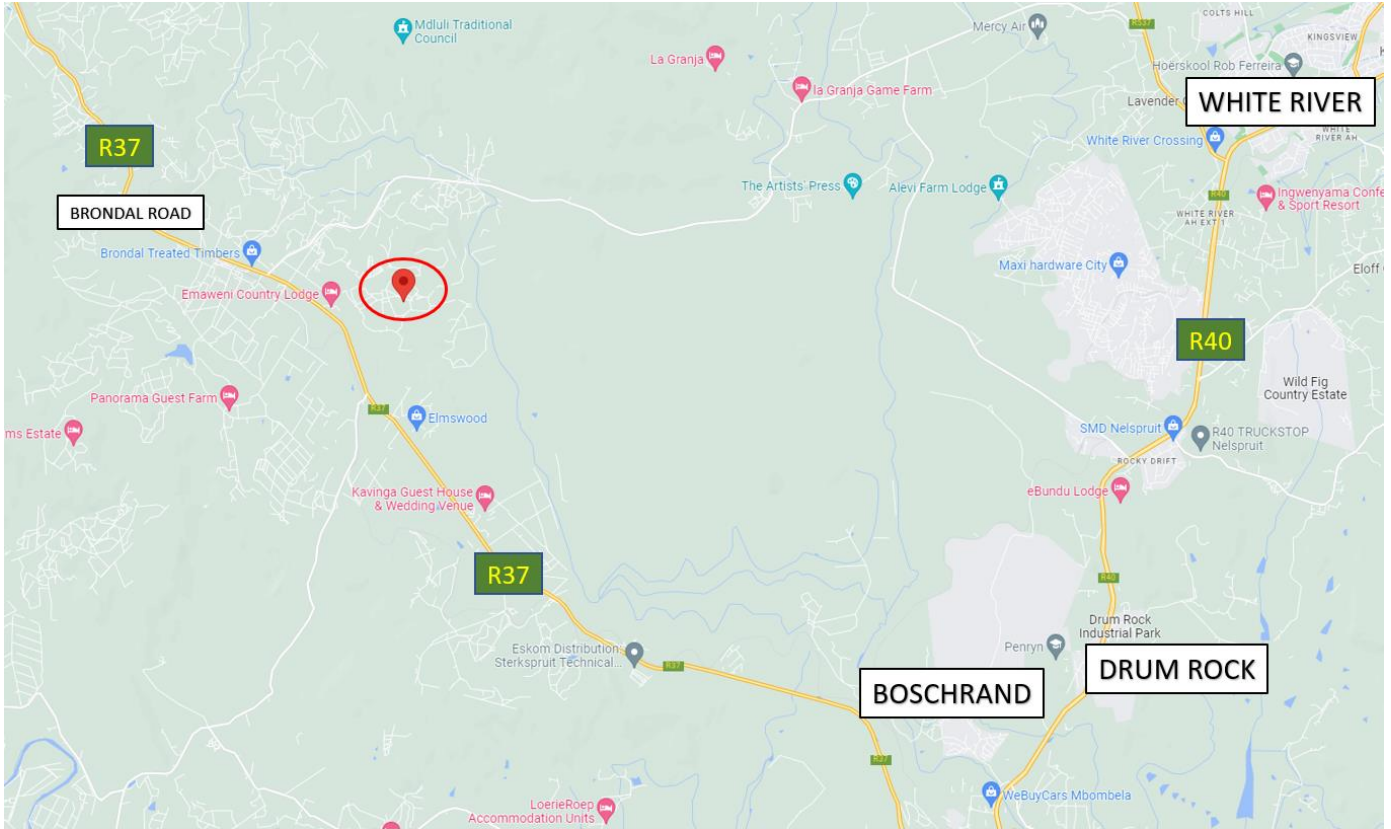 Mdluli Traditional
Council
La Granja
Mercy Air
R537
COLTS HILL
KINGSVIEW
Hoerskool Rob Ferreira
la Granja Game Farm
Lavender
WHITE RIVER
R37
White River Crossing
WHITE
RIVER AH
BRONDAL ROAD
The Artists' Press
Alevi Farm Lodge
R40
Ingwenyama Confe
& Sport Resort
WHITE RIVER
AH EXT 1
Brondal Treated Timbers
Maxi hardware City
Eloff
Emaweni Country Lodge
R40
Wild Fig
Country Estate
Panorama Guest Farm
R37
Elmswood
ms Estate
SMD Nelspruit
R40 TRUCKSTOP
Nelspruit
ROCKY DRIFT
Kavinga Guest House
& Wedding Venue
eBundu Lodge
R37
R40
Drum Rock
Industrial Park
Eskom Distribution
Sterkspruit Technical...
Penryn
R37
DRUM ROCK
BOSCHRAND
R37
WeBuyCars Mbombela
LoerieRoep
Accommodation Units